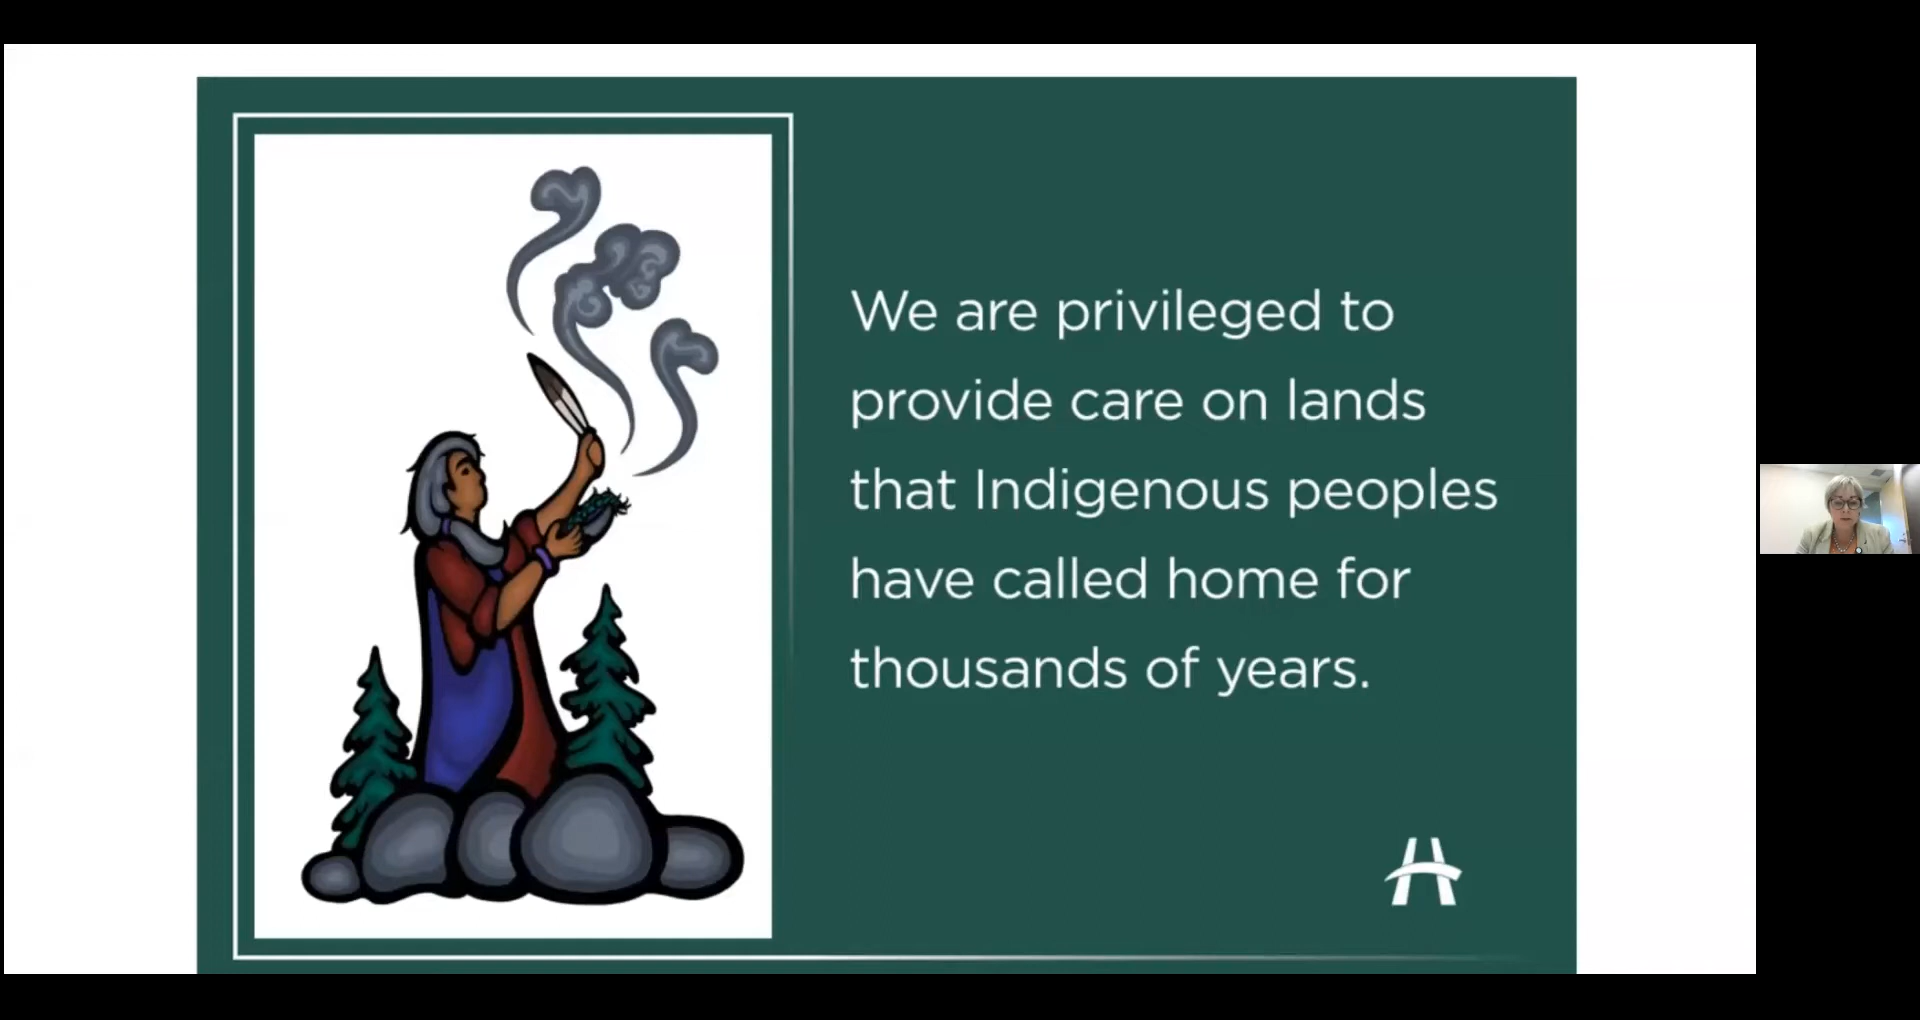 We are privileged to
provide care on lands
that Indigenous peoples
have called home for
thousands of years.